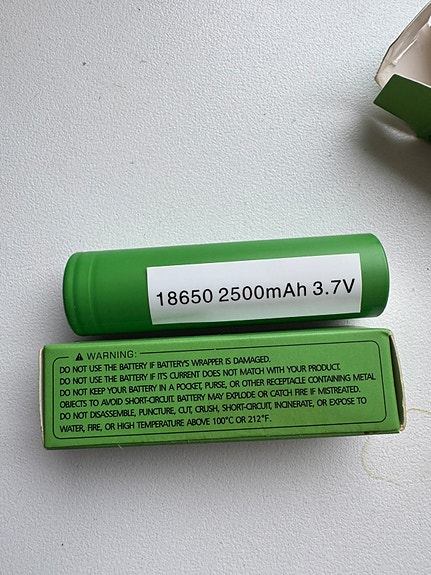 18650 2500mAh 3.7V
⚠ WARNING:
DO NOT USE THE BATTERY IF BATTERY'S WRAPPER IS DAMAGED.
DO NOT USE THE BATTERY IF ITS CURRENT DOES NOT MATCH WITH YOUR PRODUCT.
DO NOT KEEP YOUR BATTERY IN A POCKET, PURSE, OR OTHER RECEPTACLE CONTAINING METAL
OBJECTS TO AVOID SHORT-CIRCUIT. BATTERY MAY EXPLODE OR CATCH FIRE IF MISTREATED.
DO NOT DISASSEMBLE, PUNCTURE, CUT, CRUSH, SHORT-CIRCUIT, INCINERATE, OR EXPOSE TO
WATER, FIRE, OR HIGH TEMPERATURE ABOVE 100°C OR 212°F.